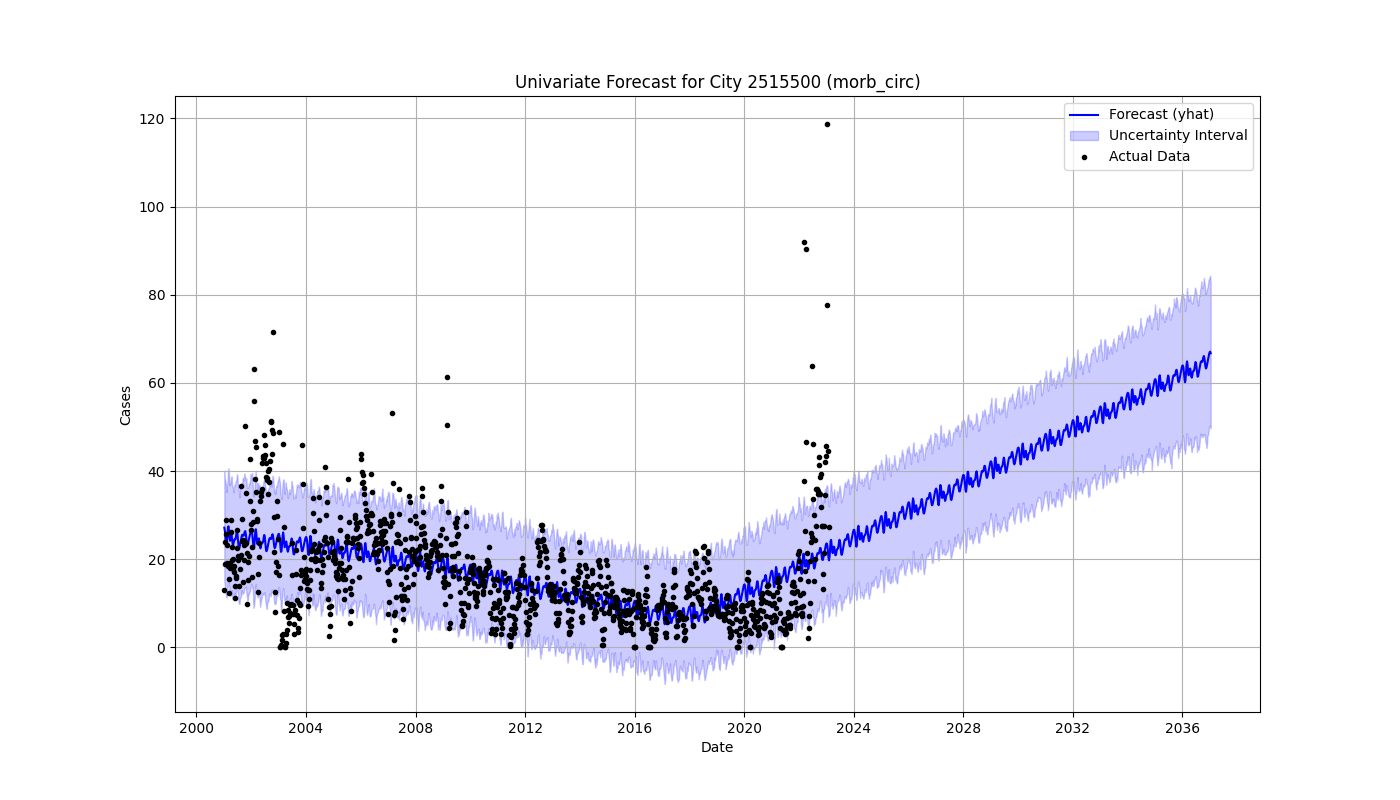 Univariate Forecast for City 2515500 (morb_circ)
Forecast (yhat)
Uncertainty Interval
Actual Data
120
100
80
60
40
20
0
Cases
2000 2004 2008 2012 2016 2020 2024 2028 2032 2036
Date